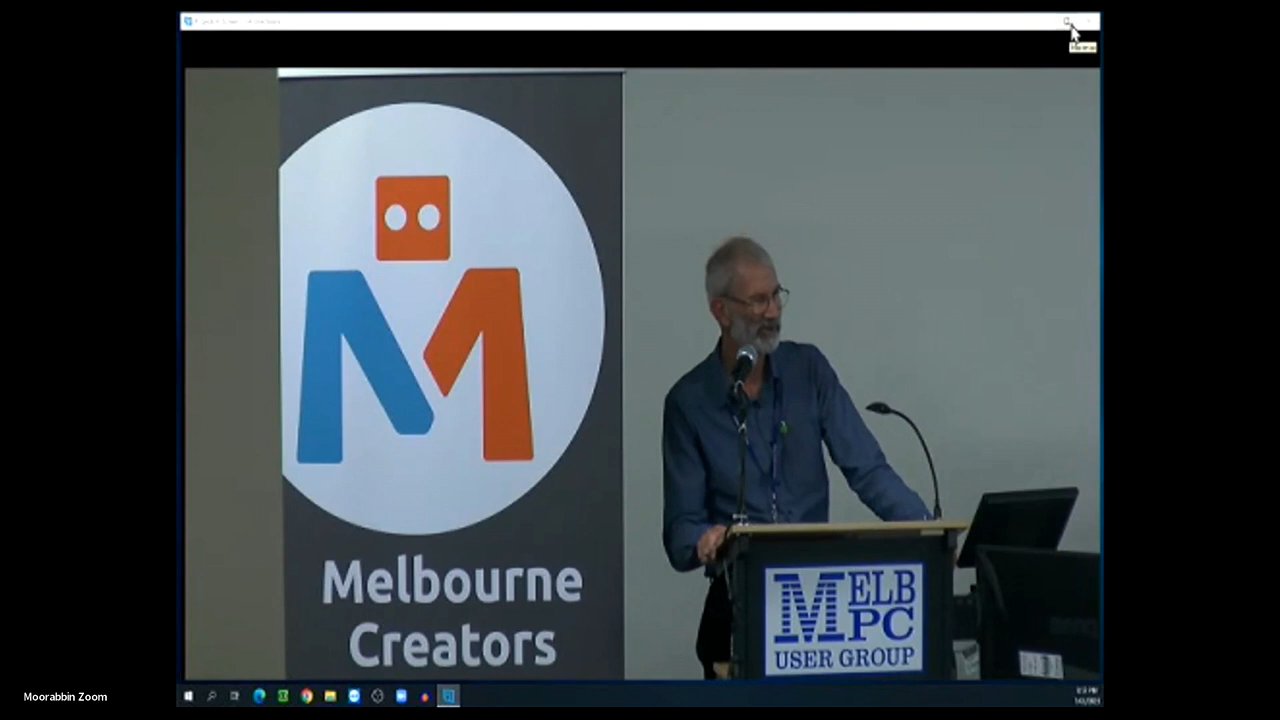 Melbourne
Creators
MELB
PC
USER GROUP
Moorabbin Zoom